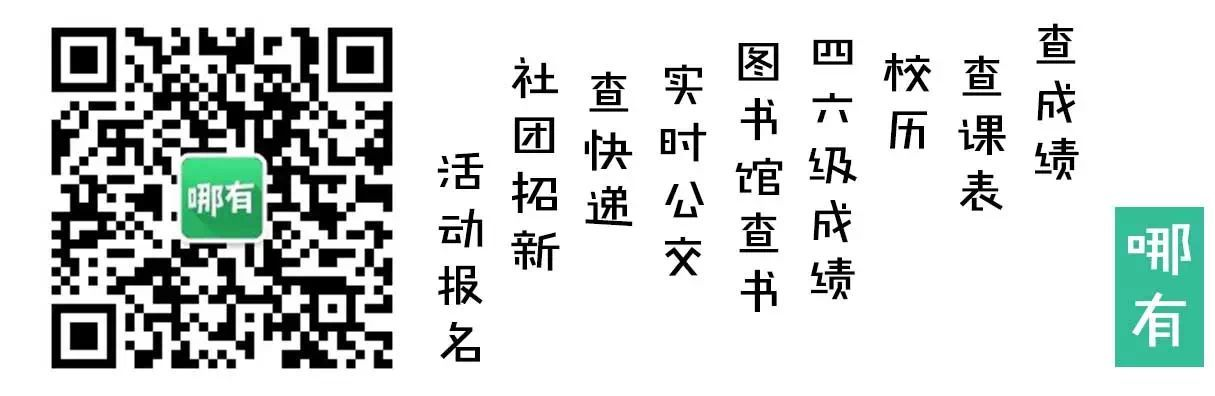 哪有
查成绩
查课表
校历
四六级成绩
图书馆查书
实时公交
查快递
社团招新
活动报名
哪有